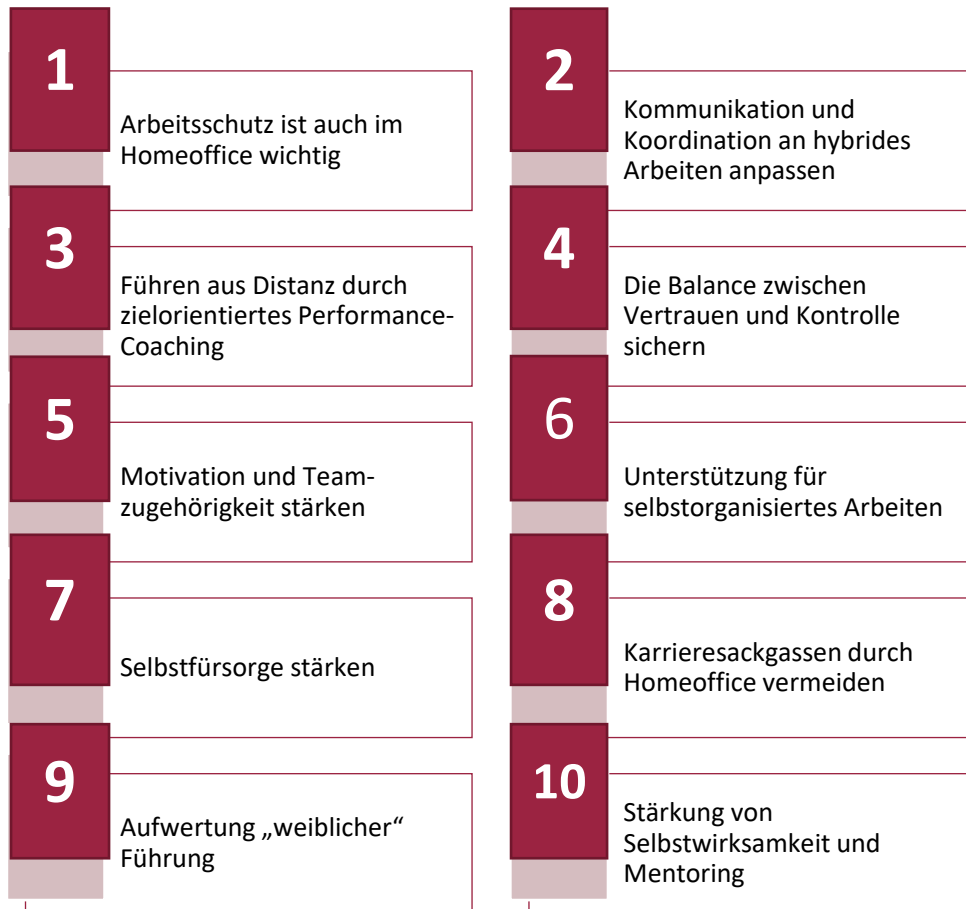 1
Arbeitsschutz ist auch im
Homeoffice wichtig
2
Kommunikation und
Koordination an hybrides
Arbeiten anpassen
3
Führen aus Distanz durch
zielorientiertes Performance-
Coaching
4
Die Balance zwischen
Vertrauen und Kontrolle
sichern
5
Motivation und Team-
zugehörigkeit stärken
6
Unterstützung für
selbstorganisiertes Arbeiten
7
Selbstfürsorge stärken
8
Karrieresackgassen durch
Homeoffice vermeiden
9
Aufwertung „weiblicher“
Führung
10
Stärkung von
Selbstwirksamkeit und
Mentoring